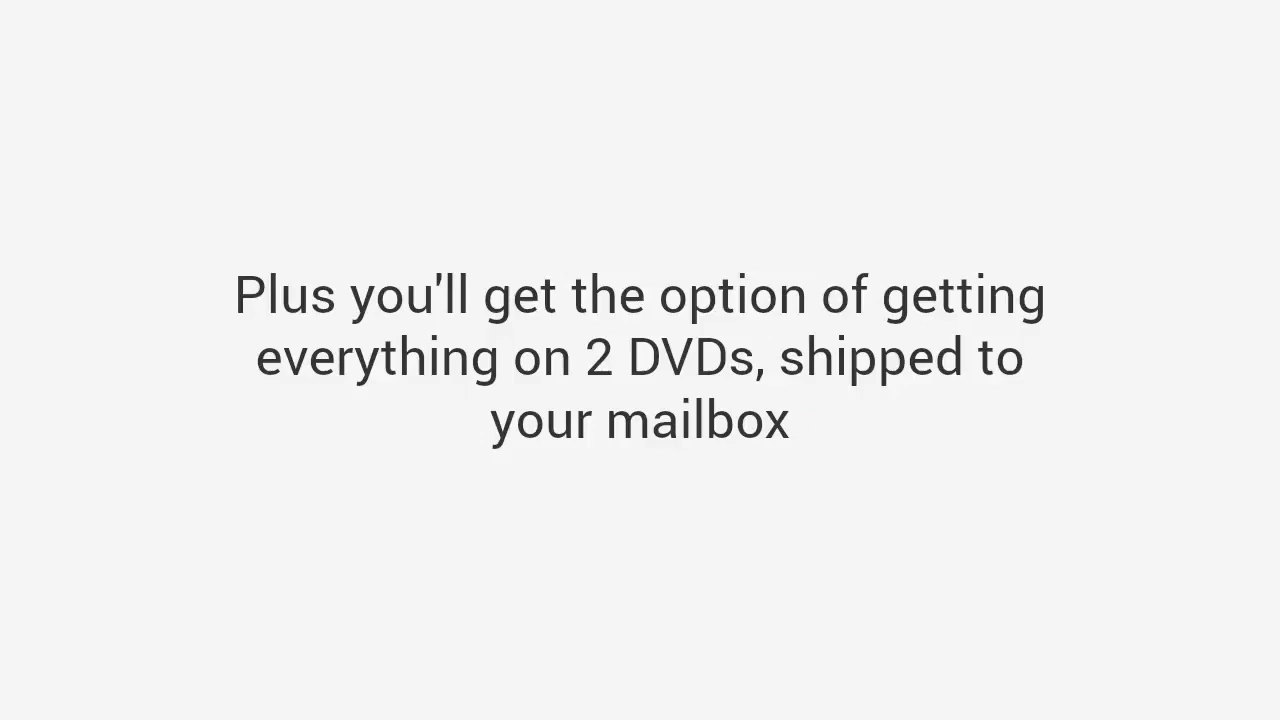 Plus you'll get the option of getting
everything on 2 DVDs, shipped to
your mailbox